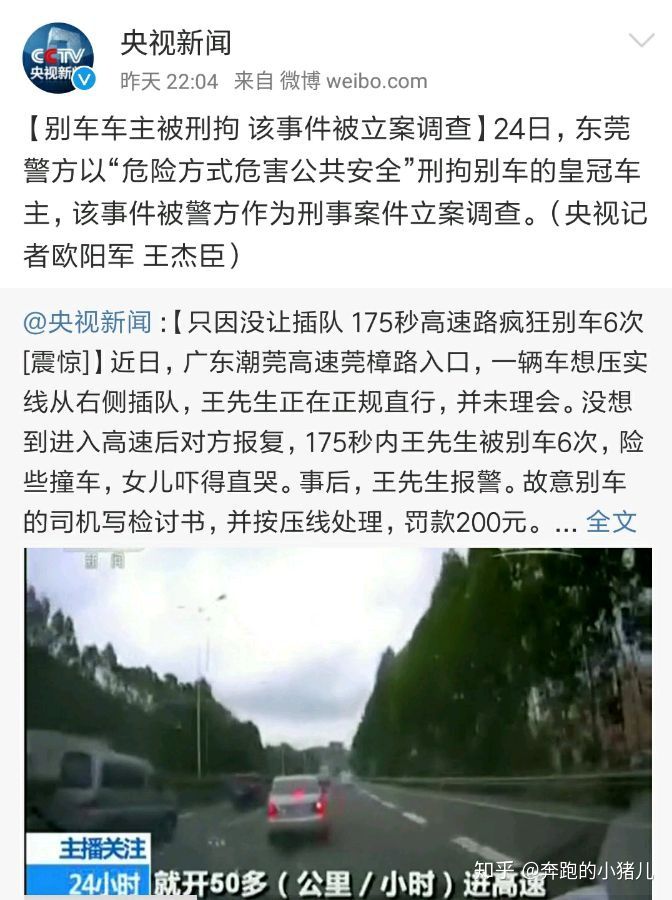 CCTV
央视新闻
央视新闻
昨天 22:04 来自 微博 weibo.com
【别车车主被刑拘 该事件被立案调查】24日，东莞
警方以“危险方式危害公共安全”刑拘别车的皇冠车
主，该事件被警方作为刑事案件立案调查。（央视记
者欧阳军 王杰臣）
@央视新闻 :【只因没让插队 175秒高速路疯狂别车6次
[震惊]】近日，广东潮莞高速莞樟路入口，一辆车想压实
线从右侧插队，王先生正在正规直行，并未理会。没想
到进入高速后对方报复，175秒内王先生被别车6次，险
些撞车，女儿吓得直哭。事后，王先生报警。故意别车
的司机写检讨书，并按压线处理，罚款200元。... 全文
新闻
主播关注
24小时
就开50多（公里/小时）进高速
知乎 @奔跑的小猪儿